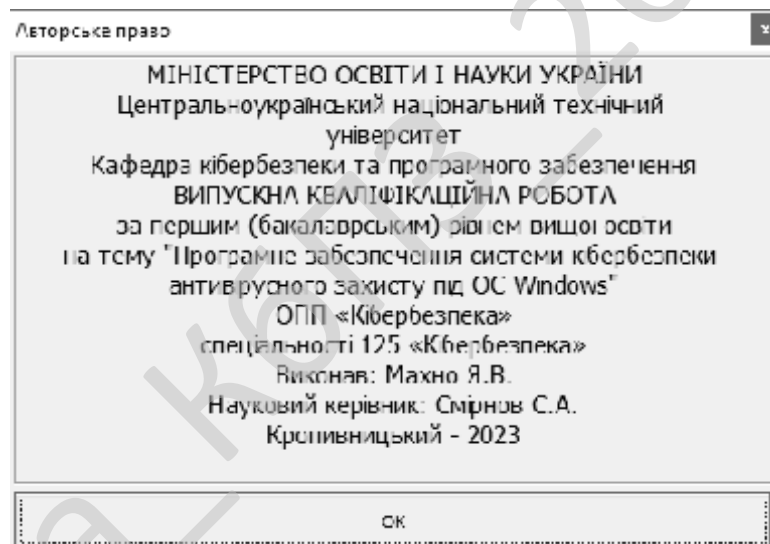 Авторське право
МІНІСТЕРСТВО ОСВІТИ І НАУКИ УКРАЇНИ
Центральноукраїнський національний технічний
університет
Кафедра кібербезпеки та програмного забезпечення
ВИПУСКНА КВАЛІФІКАЦІЙНА РОБОТА
за першим (бакалаврським) рівнем вищої освіти
на тему "Програмне забезпечення системи кібербезпеки
антивірусного захисту під ОС Windows"
ОПП «Кібербезпека»
спеціальності 125 «Кібербезпека»
Виконав: Махно Я.В.
Науковий керівник: Смірнов С.А.
Кропивницький - 2023
ОК